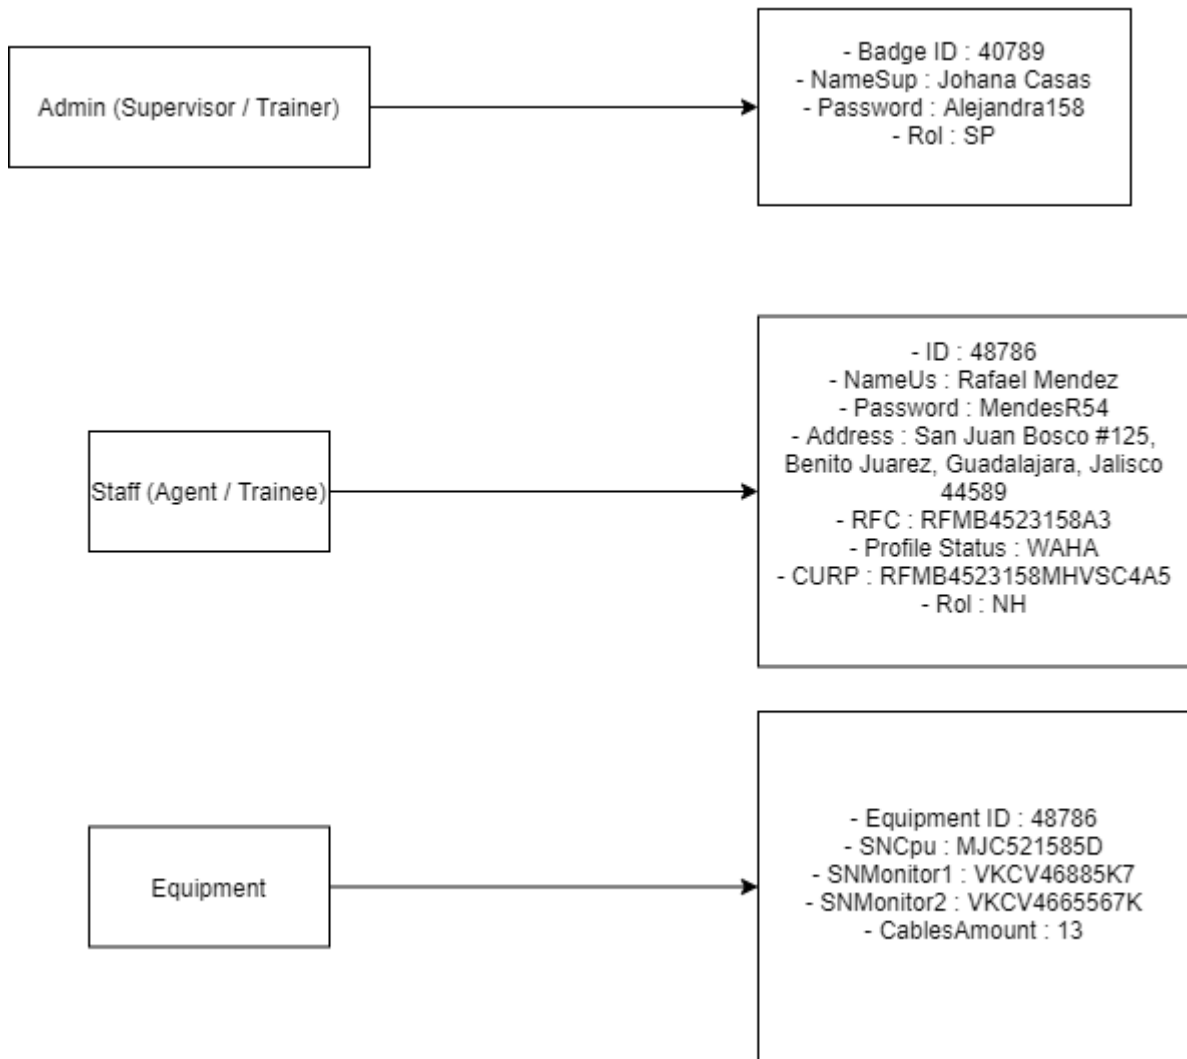 Admin (Supervisor / Trainer)
- Badge ID : 40789
- NameSup : Johana Casas
- Password : Alejandra158
- Rol : SP
Staff (Agent / Trainee)
- ID : 48786
- NameUs : Rafael Mendez
- Password : MendesR54
- Address : San Juan Bosco #125,
Benito Juarez, Guadalajara, Jalisco
44589
- RFC : RFMB4523158A3
- Profile Status : WAHA
- CURP : RFMB4523158MHVSC4A5
- Rol : NH
Equipment
- Equipment ID : 48786
- SNCpu : MJC521585D
- SNMonitor1 : VKCV46885K7
- SNMonitor2 : VKCV4665567K
- CablesAmount : 13